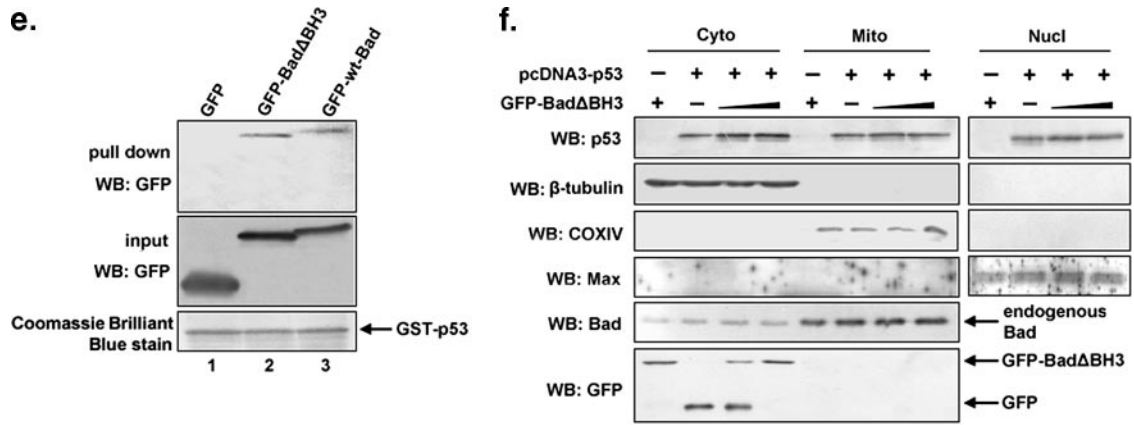 e.
GFP
GFP-BadΔBH3
GFP-wt-Bad
pull down
WB: GFP
input
WB: GFP
Coomassie Brilliant
Blue stain
GST-p53
1 2 3
f.
Cyto Mito Nucl
pcDNA3-p53 − + + + − + + + − + + +
GFP-BadΔBH3 + − + − + −
WB: p53
WB: β-tubulin
WB: COXIV
WB: Max
WB: Bad
endogenous
Bad
GFP-BadΔBH3
WB: GFP
GFP